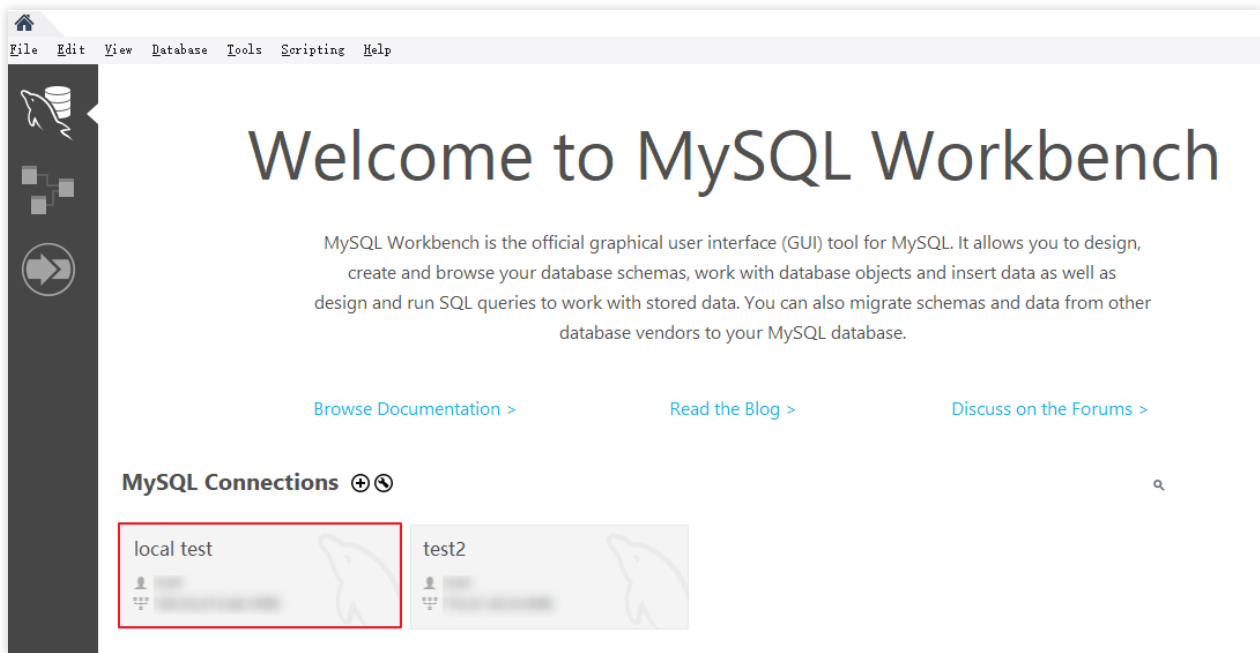 File Edit View Database Tools Scripting Help
Welcome to MySQL Workbench
MySQL Workbench is the official graphical user interface (GUI) tool for MySQL. It allows you to design,
create and browse your database schemas, work with database objects and insert data as well as
design and run SQL queries to work with stored data. You can also migrate schemas and data from other
database vendors to your MySQL database.
Browse Documentation > Read the Blog > Discuss on the Forums >
MySQL Connections
local test test2